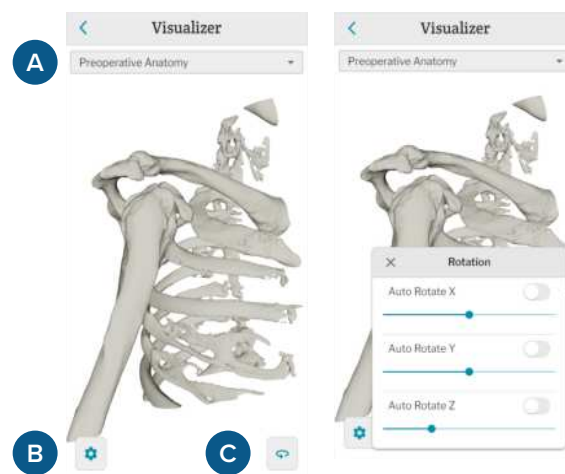 Visualizer
A
Preoperative Anatomy
B
C
Visualizer
Preoperative Anatomy
Rotation
Auto Rotate X
Auto Rotate Y
Auto Rotate Z